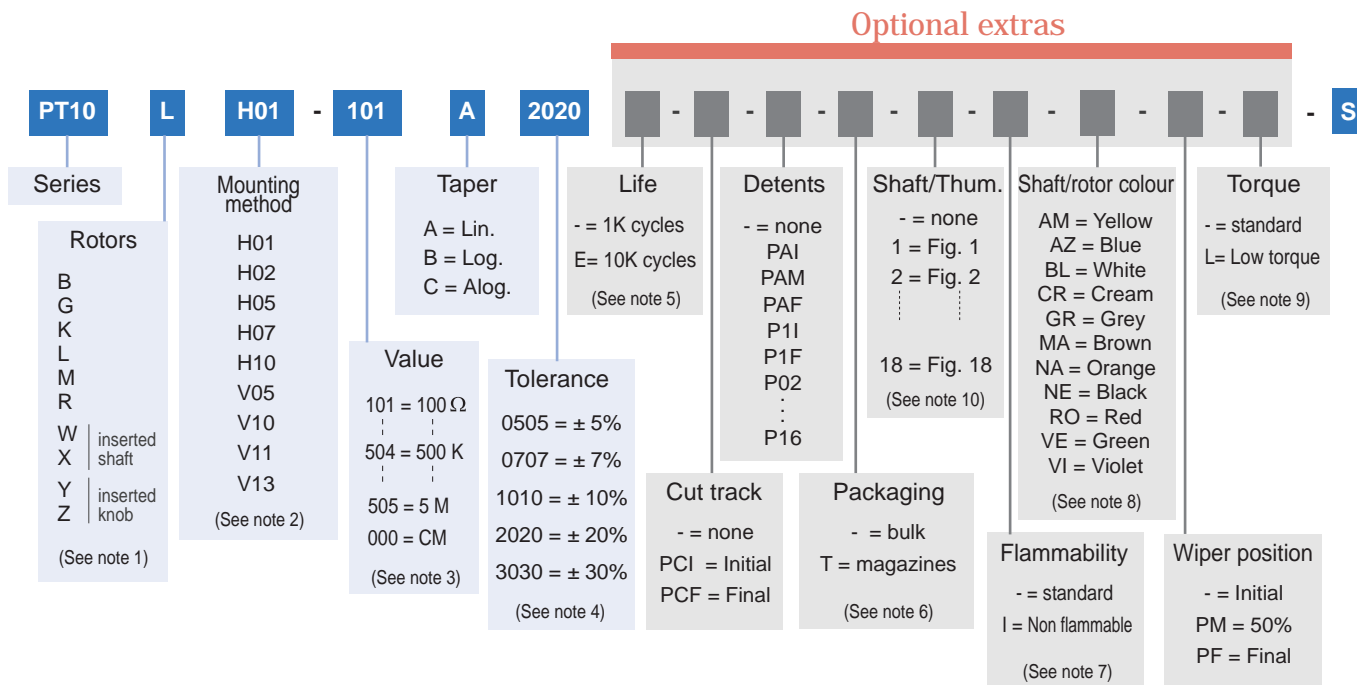 Optional extras
PT10 L H01 - 101 A 2020 - - - - - - - - - S
Series
Rotors
B
G
K
L
M
R
W
X
inserted
shaft
Y
Z
inserted
knob
(See note 1)
Mounting
method
H01
H02
H05
H07
H10
V05
V10
V11
V13
(See note 2)
Value
101 = 100 Ω
504 = 500 K
505 = 5 M
000 = CM
(See note 3)
Taper
A = Lin.
B = Log.
C = Alog.
Tolerance
0505 = ± 5%
0707 = ± 7%
1010 = ± 10%
2020 = ± 20%
3030 = ± 30%
(See note 4)
Life
- = 1K cycles
E= 10K cycles
(See note 5)
Cut track
- = none
PCI = Initial
PCF = Final
Detents
- = none
PAI
PAM
PAF
P1I
P1F
P02
:
:
P16
Packaging
- = bulk
T = magazines
(See note 6)
Shaft/Thum.
- = none
1 = Fig. 1
2 = Fig. 2
18 = Fig. 18
(See note 10)
Flammability
- = standard
I = Non flammable
(See note 7)
Shaft/rotor colour
AM = Yellow
AZ = Blue
BL = White
CR = Cream
GR = Grey
MA = Brown
NA = Orange
NE = Black
RO = Red
VE = Green
VI = Violet
(See note 8)
Wiper position
- = Initial
PM = 50%
PF = Final
Torque
- = standard
L= Low torque
(See note 9)